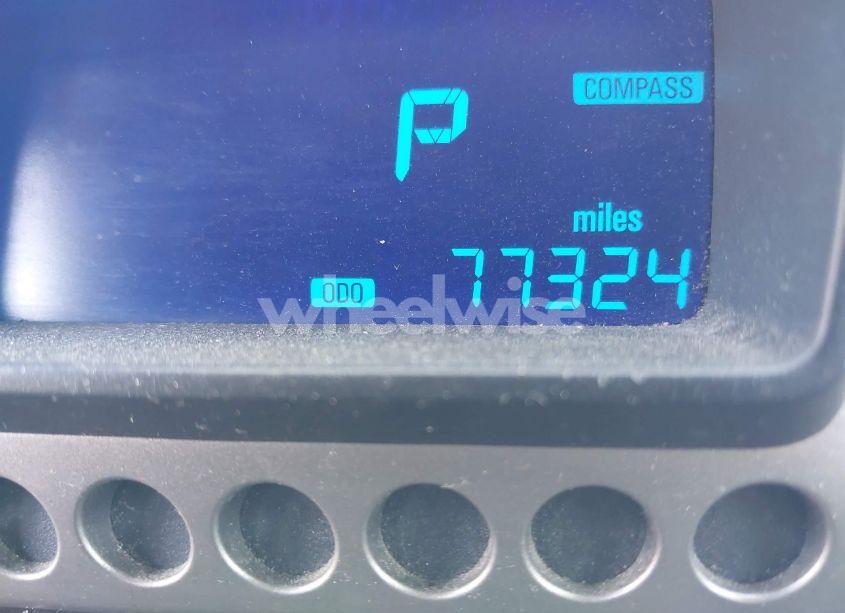 P
COMPASS
miles
ODO 77324
wheelwise